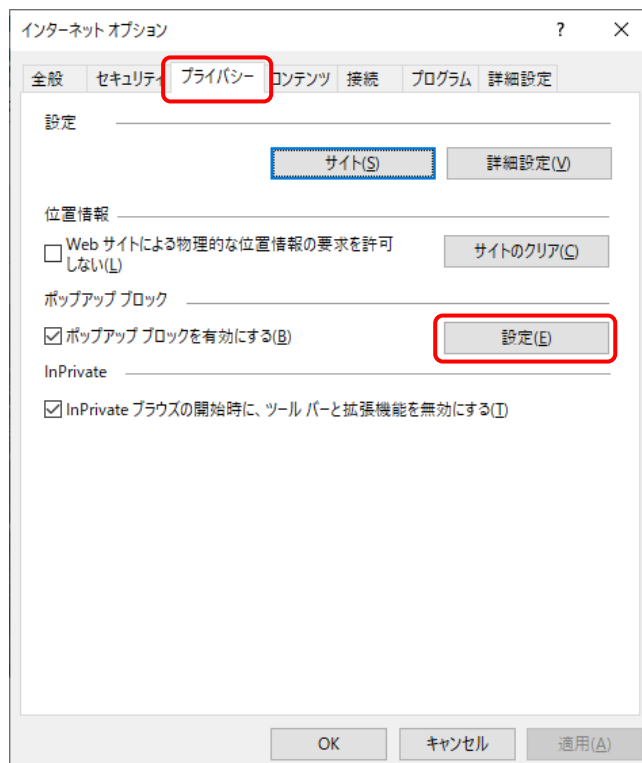 インターネット オプション ? ×
全般 セキュリティ プライバシー コンテンツ 接続 プログラム 詳細設定
設定
サイト(S) 詳細設定(V)
位置情報
Web サイトによる物理的な位置情報の要求を許可
しない(L)
サイトのクリア(C)
ポップアップ ブロック
ポップアップ ブロックを有効にする(B) 設定(E)
InPrivate
InPrivate ブラウズの開始時に、ツール バーと拡張機能を無効にする(T)
OK キャンセル 適用(A)